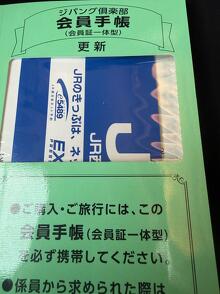 ジパング倶楽部
会員手帳
(会員証一体型)
更新
JRのきっぷは、ネッ
e5489
EX
J
●ご購入・ご旅行には、この
会員手帳(会員証一体型)
を必ず携帯してください。
●係員から求められた際は